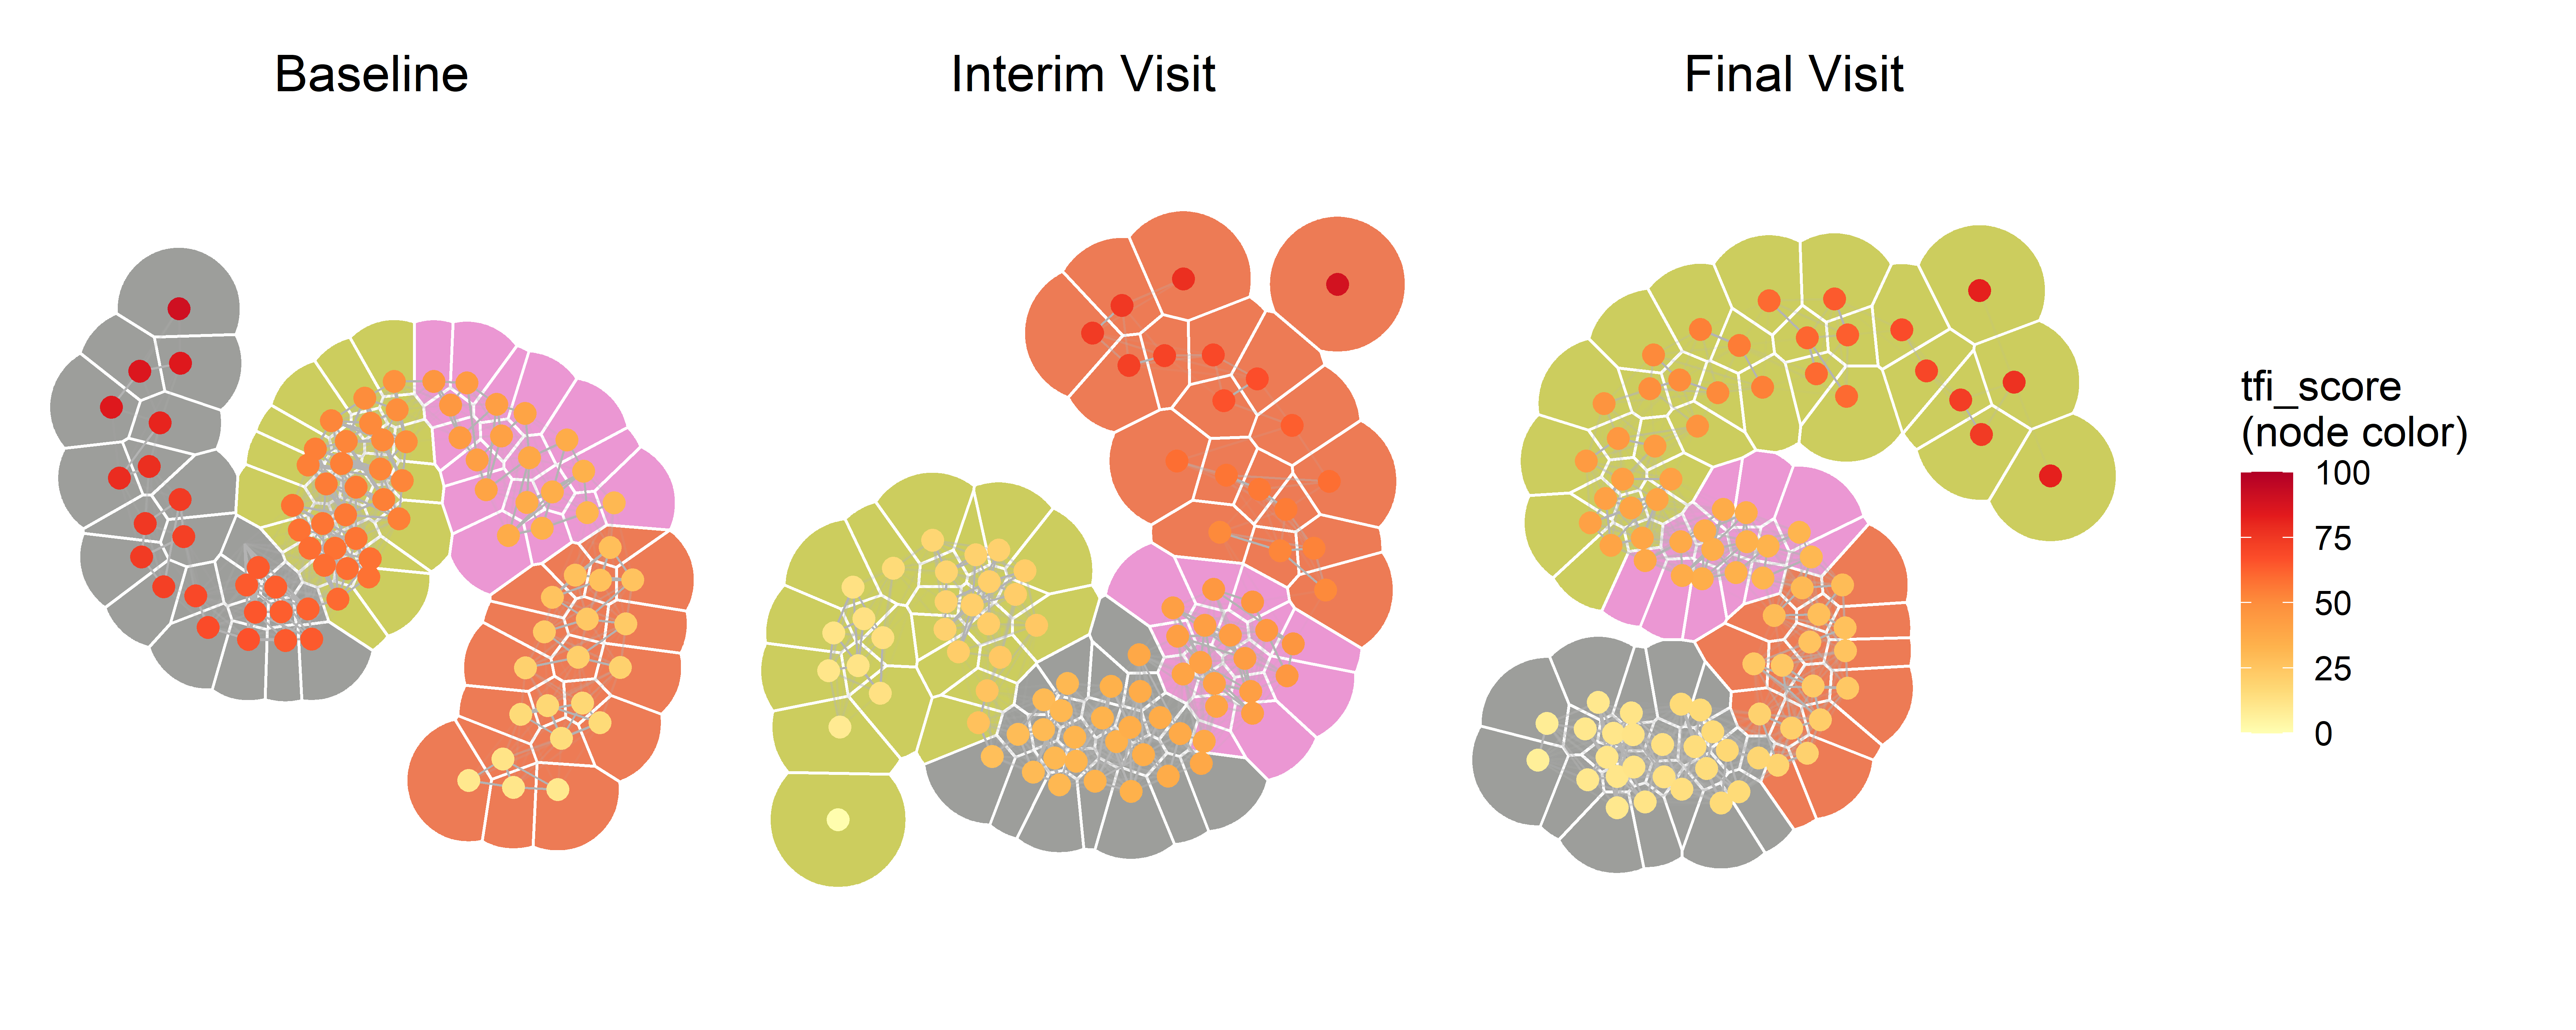 Baseline
Interim Visit
Final Visit
tfi_score
(node color)
100
75
50
25
0